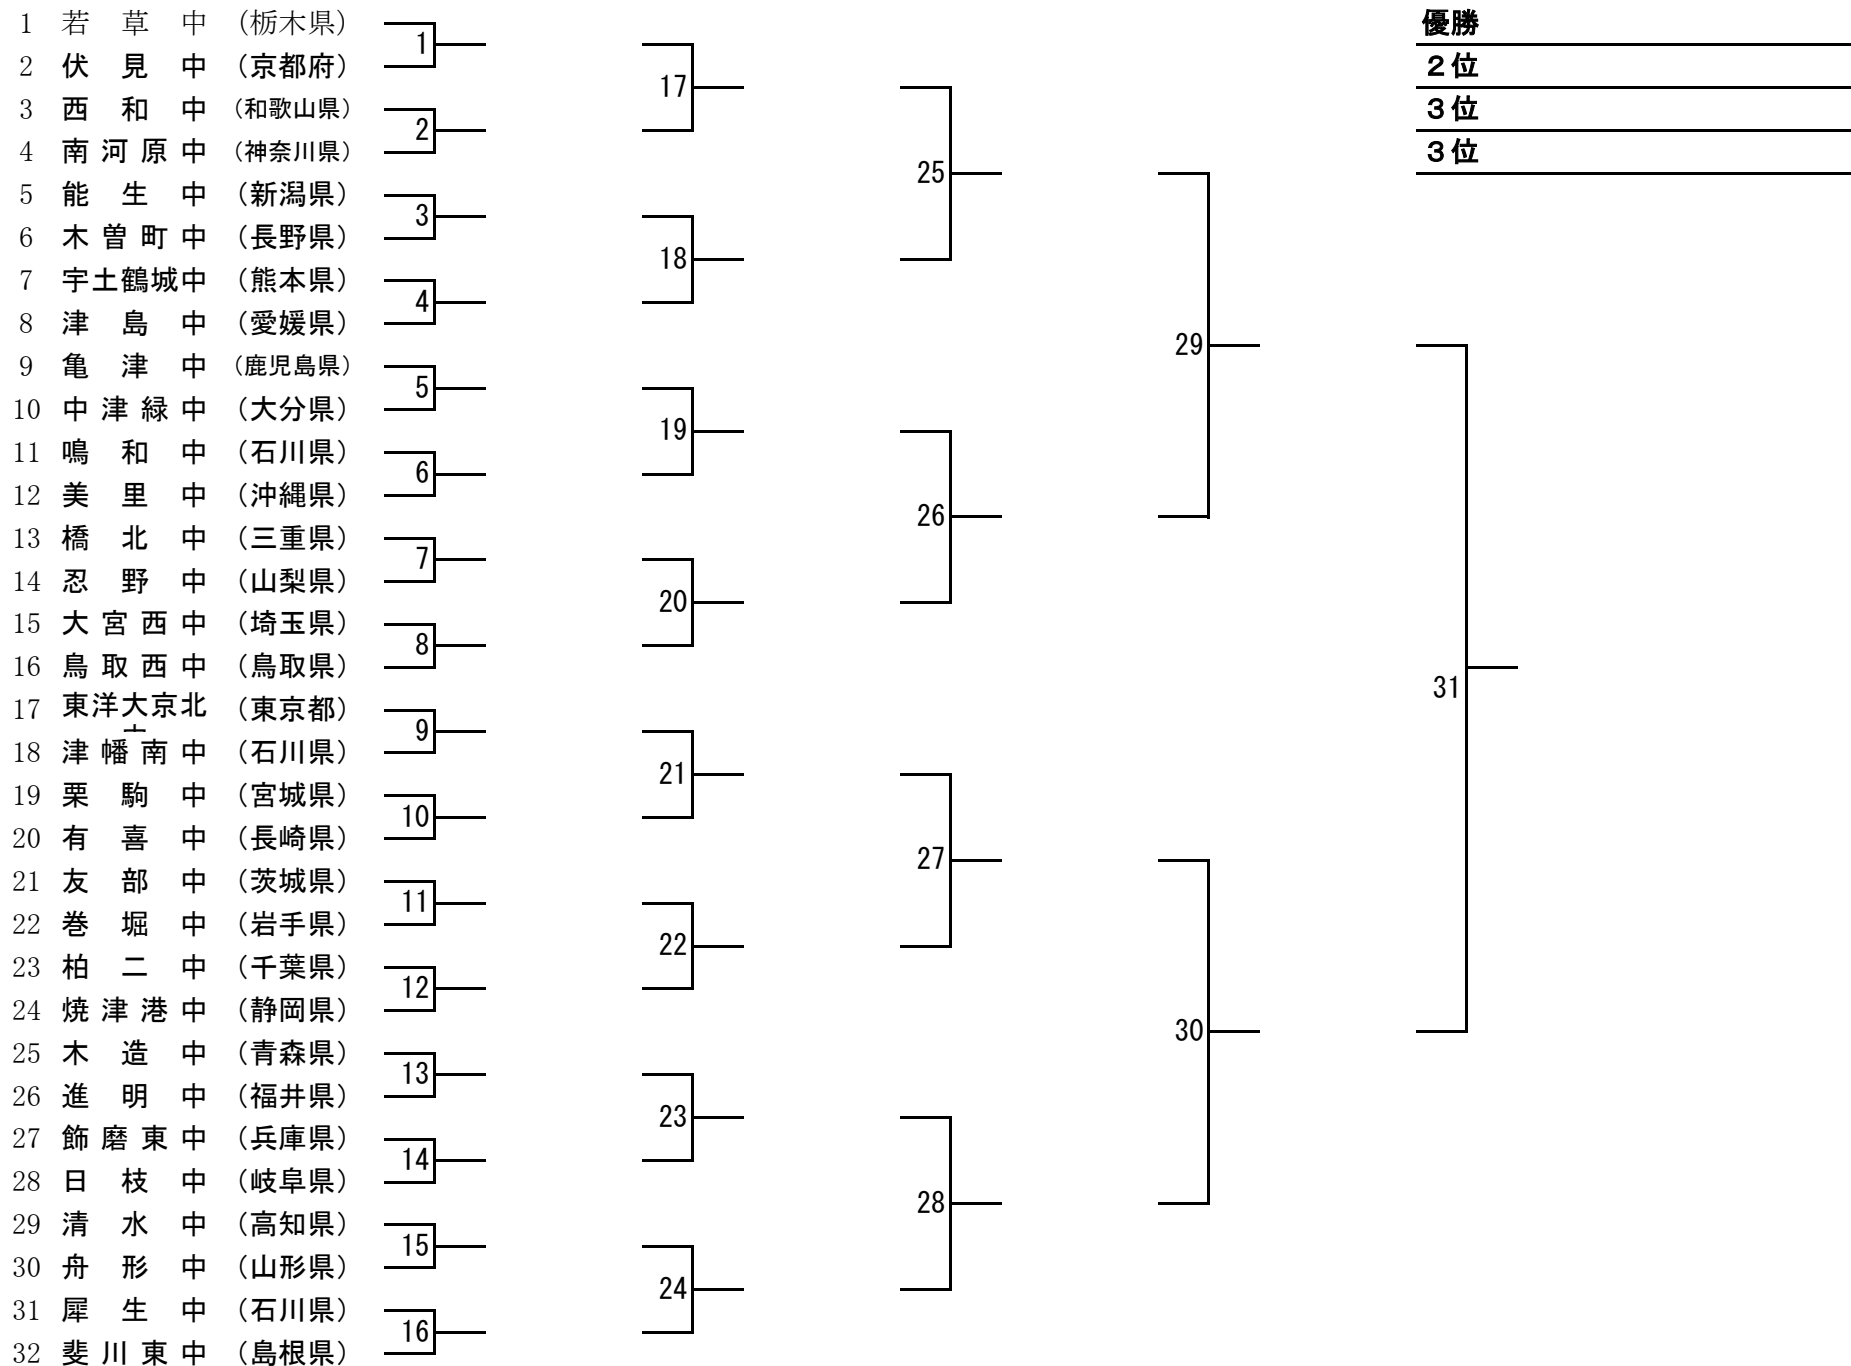 1 若草中 (栃木県)
2 伏見中 (京都府)
3 西和中 (和歌山県)
4 南河原中 (神奈川県)
5 能生中 (新潟県)
6 木曽町中 (長野県)
7 宇土鶴城中 (熊本県)
8 津島中 (愛媛県)
9 亀津中 (鹿児島県)
10 中津緑中 (大分県)
11 鳴和中 (石川県)
12 美里中 (沖縄県)
13 橋北中 (三重県)
14 忍野中 (山梨県)
15 大宮西中 (埼玉県)
16 鳥取西中 (鳥取県)
17 東洋大京北 (東京都)
18 津幡南中 (石川県)
19 栗駒中 (宮城県)
20 有喜中 (長崎県)
21 友部中 (茨城県)
22 巻堀中 (岩手県)
23 柏二中 (千葉県)
24 焼津港中 (静岡県)
25 木造中 (青森県)
26 進明中 (福井県)
27 飾磨東中 (兵庫県)
28 日枝中 (岐阜県)
29 清水中 (高知県)
30 舟形中 (山形県)
31 犀生中 (石川県)
32 斐川東中 (島根県)
1
2
3
4
5
6
7
8
9
10
11
12
13
14
15
16
17
18
19
20
21
22
23
24
25
26
27
28
29
30
31
優勝
２位
３位
３位